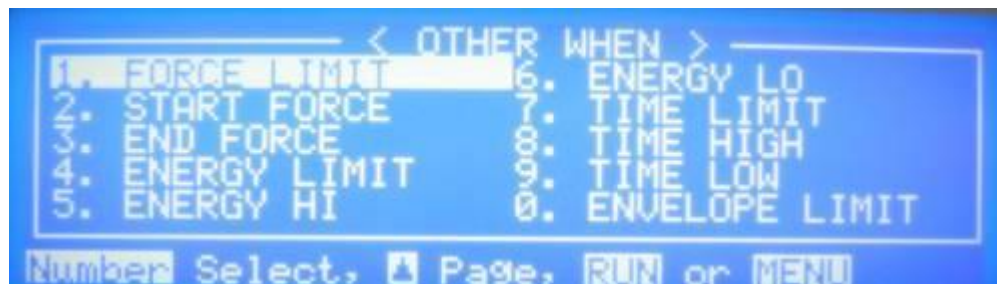 < OTHER WHEN >
1. FORCE LIMIT 6. ENERGY LO
2. START FORCE 7. TIME LIMIT
3. END FORCE 8. TIME HIGH
4. ENERGY LIMIT 9. TIME LOW
5. ENERGY HI 0. ENVELOPE LIMIT
Number Select, ▲ Page, RUN or MENU